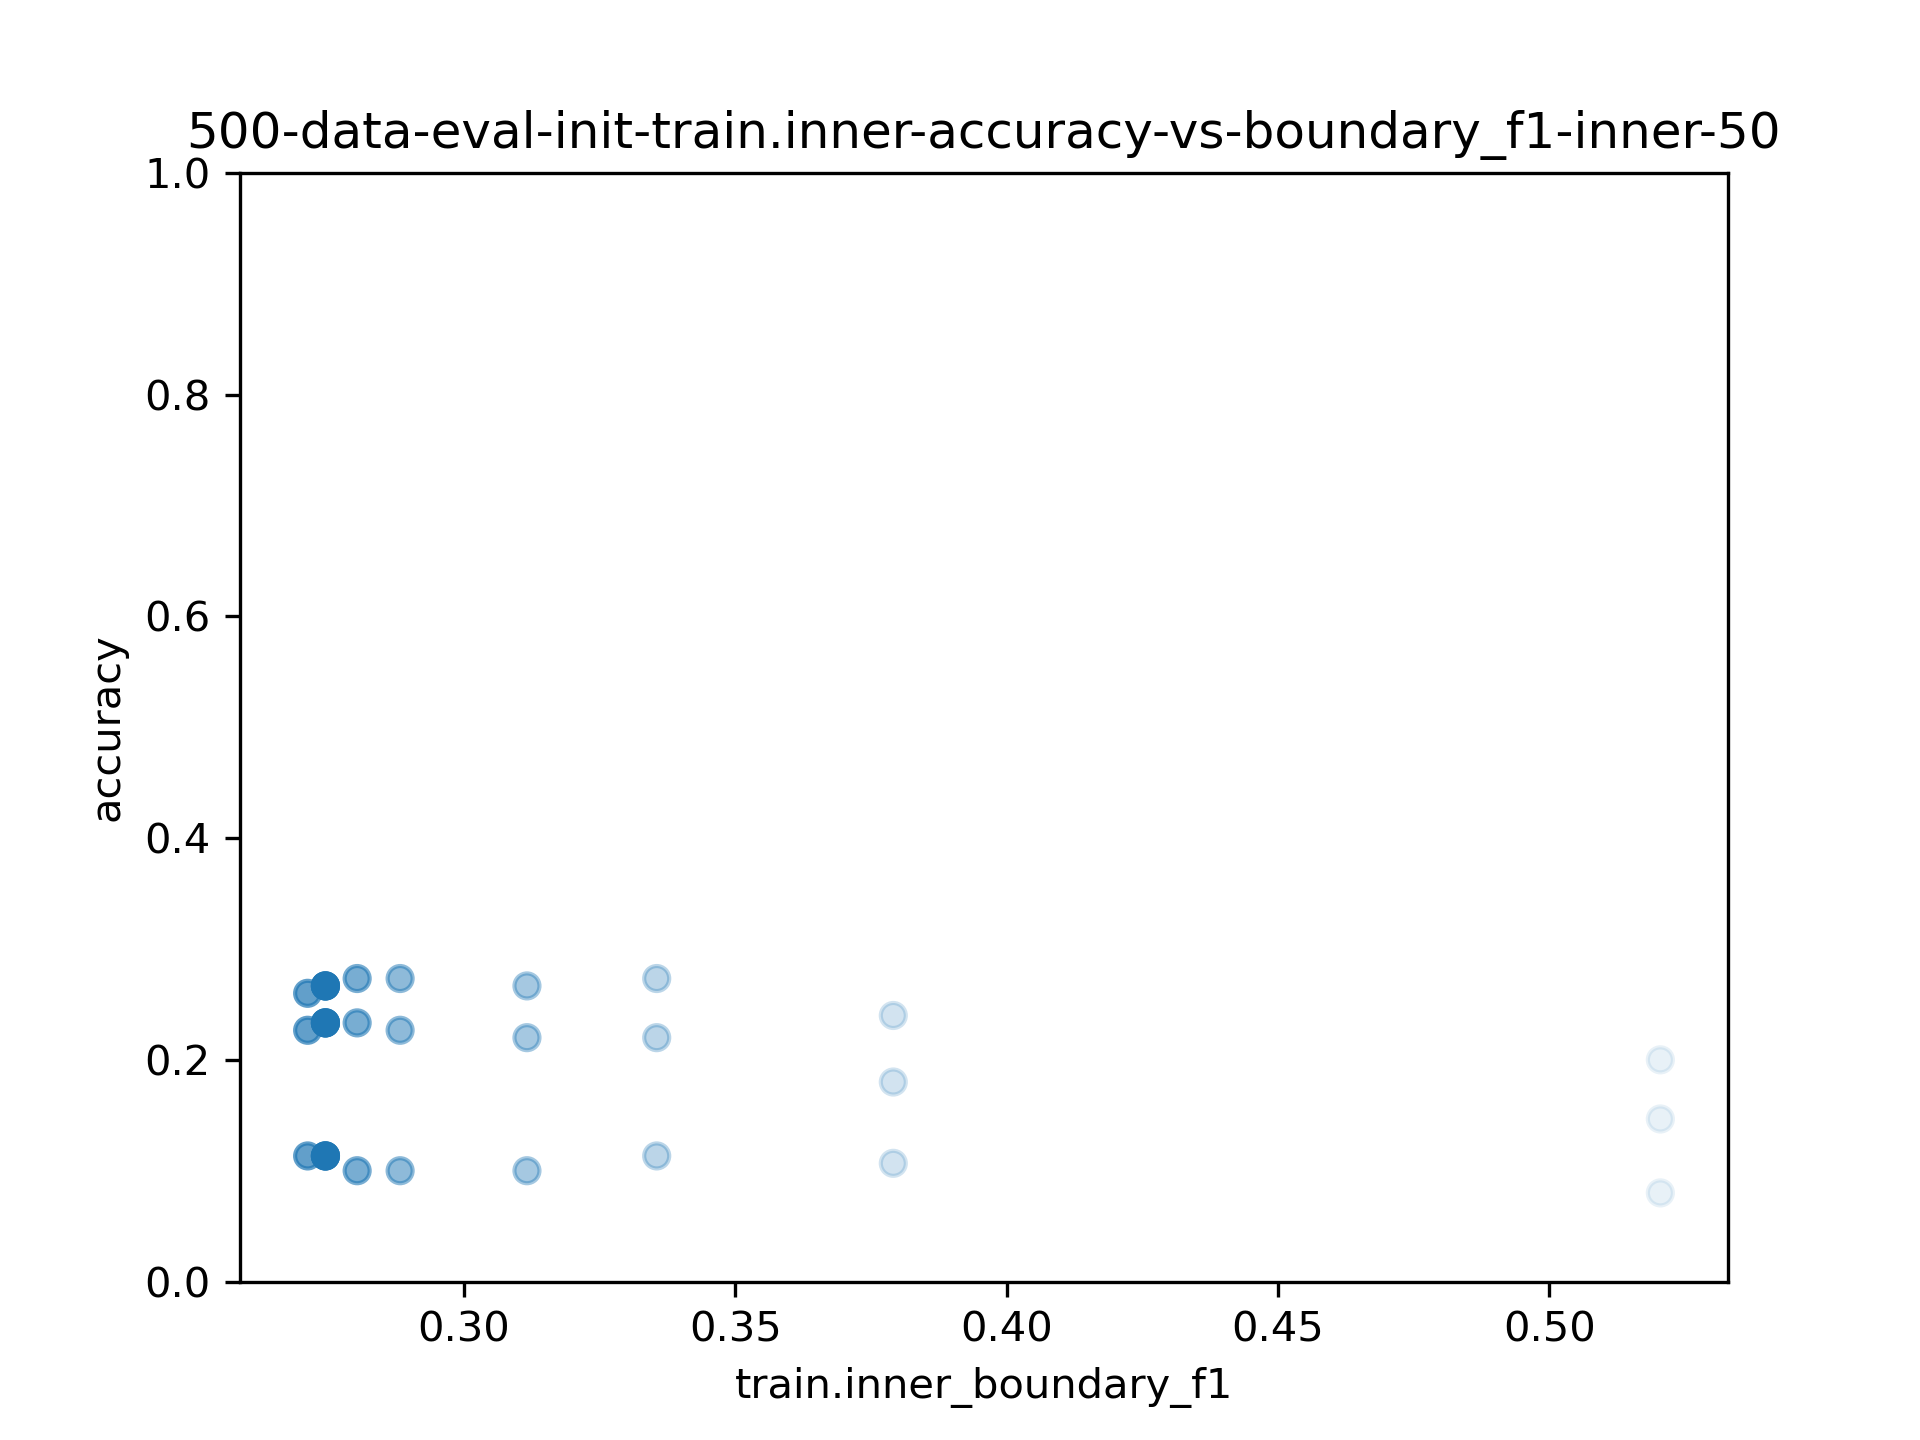 500-data-eval-init-train.inner-accuracy-vs-boundary_f1-inner-50
1.0
0.8
0.6
0.4
0.2
0.0
accuracy
0.30 0.35 0.40 0.45 0.50
train.inner_boundary_f1